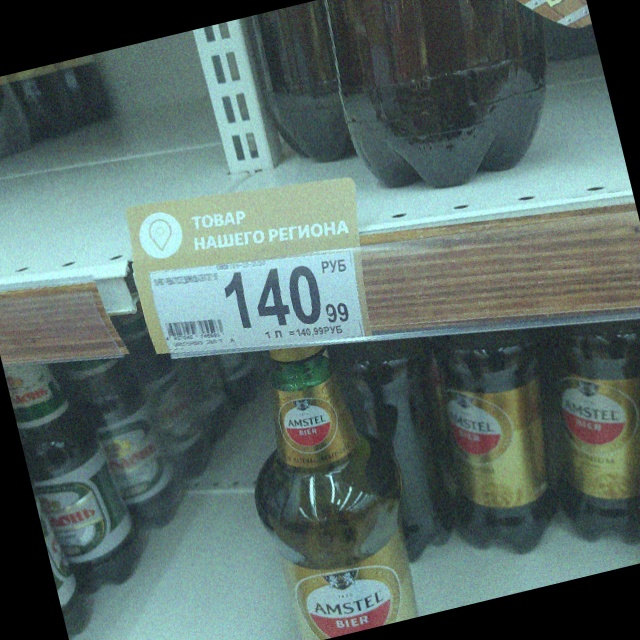 ТОВАР
НАШЕГО РЕГИОНА
140 РУБ
99
1 Л =140,99РУБ
AMSTEL
BIER
AMSTEL
BIER
AMSTEL
BIER
AMSTEL
BIER